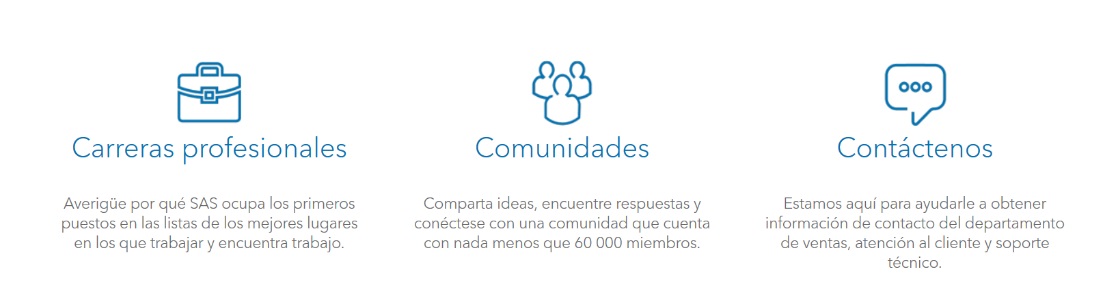 Carreras profesionales
Averigüe por qué SAS ocupa los primeros
puestos en las listas de los mejores lugares
en los que trabajar y encuentra trabajo.
Comunidades
Comparta ideas, encuentre respuestas y
conéctese con una comunidad que cuenta
con nada menos que 60 000 miembros.
Contáctenos
Estamos aquí para ayudarle a obtener
información de contacto del departamento
de ventas, atención al cliente y soporte
técnico.